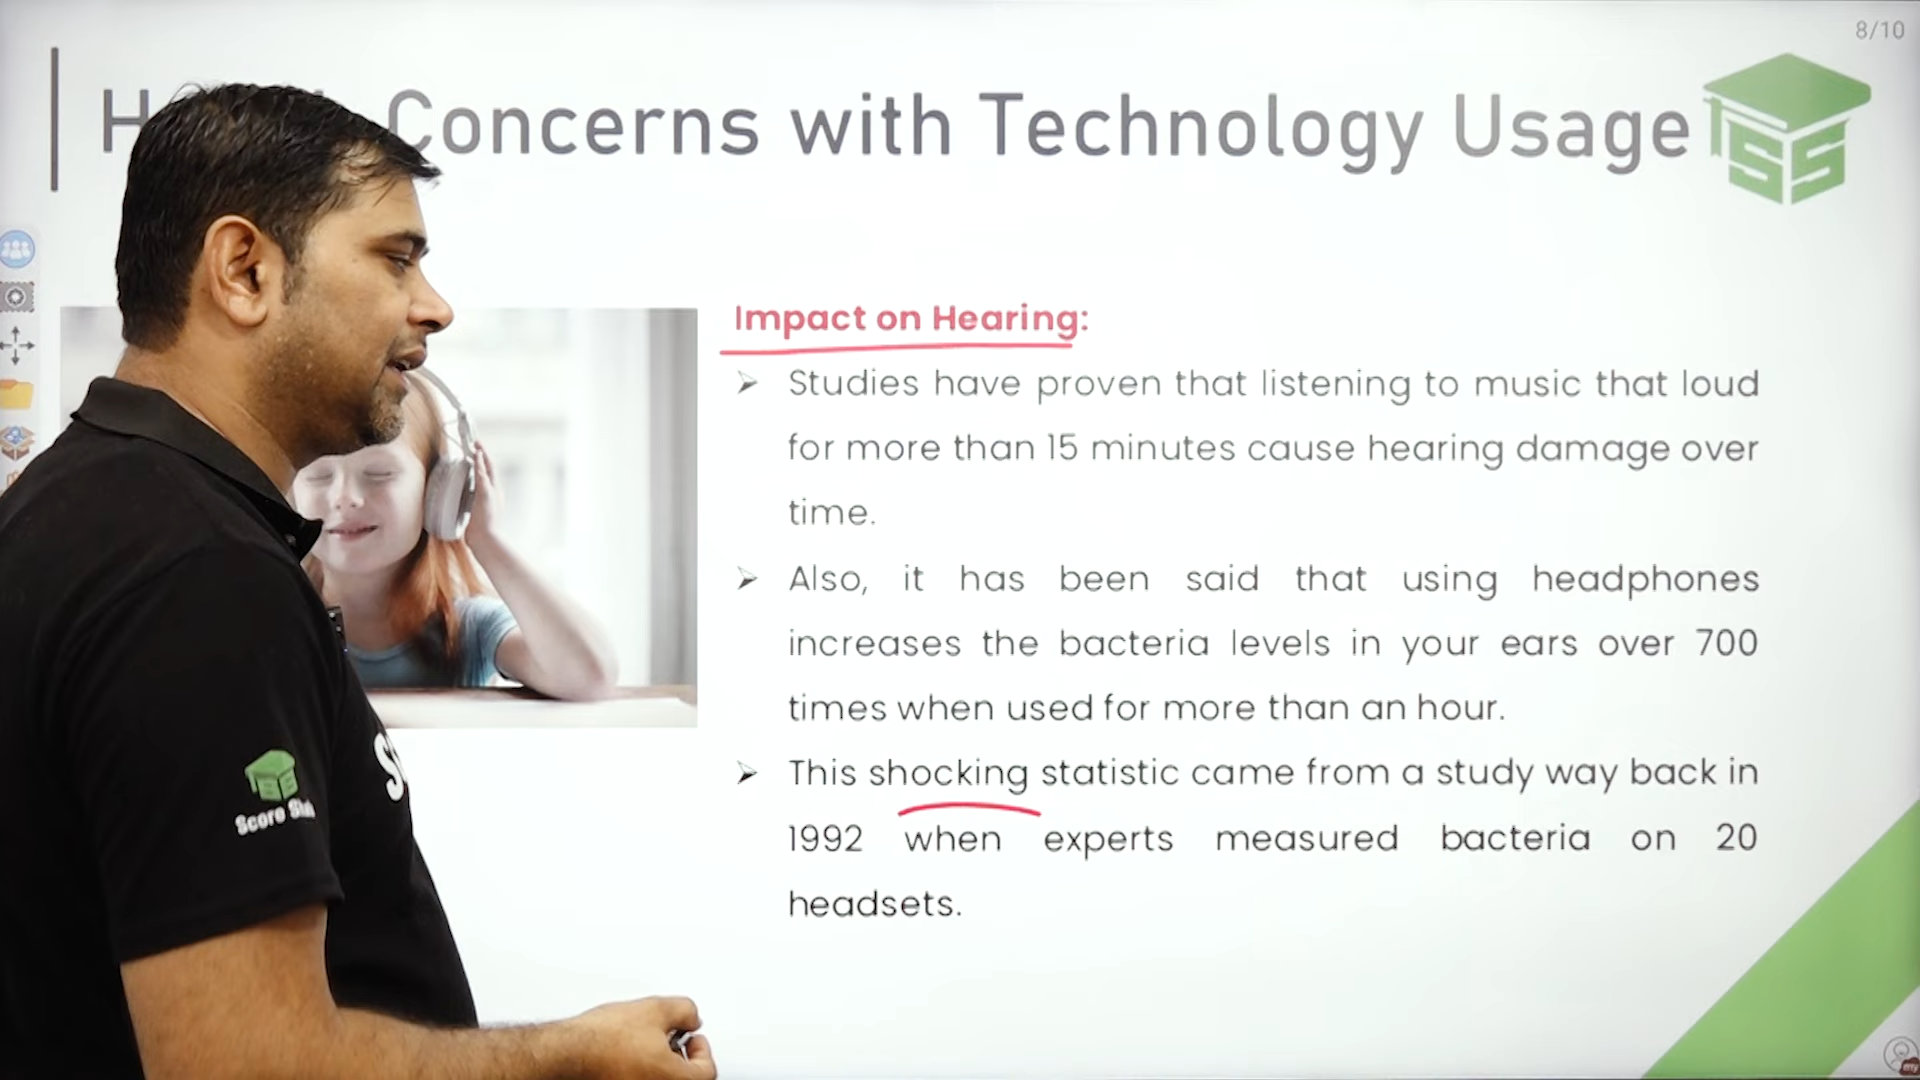 8/10
Concerns with Technology Usage
SS
Impact on Hearing:
Studies have proven that listening to music that loud
for more than 15 minutes cause hearing damage over
time.
Also, it has been said that using headphones
increases the bacteria levels in your ears over 700
times when used for more than an hour.
This shocking statistic came from a study way back in
1992 when experts measured bacteria on 20
headsets.
Score
my